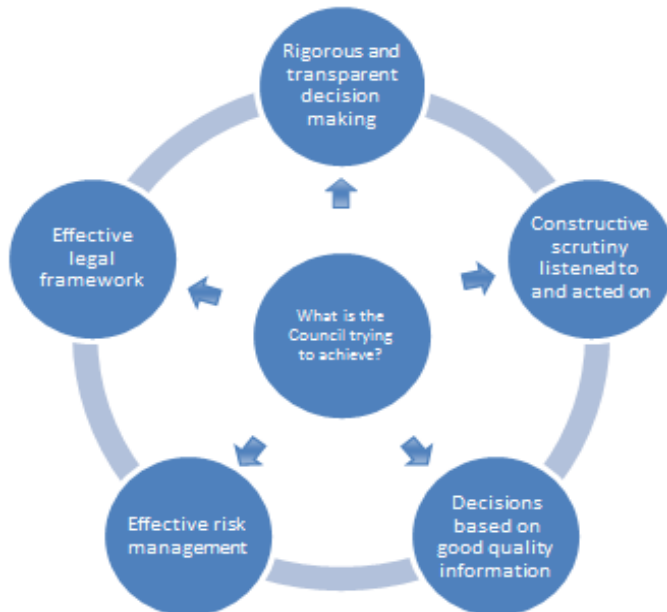 Rigorous and
transparent
decision
making
Constructive
scrutiny
listened to
and acted on
Decisions
based on
good quality
information
Effective risk
management
Effective
legal
framework
What is the
Council trying
to achieve?